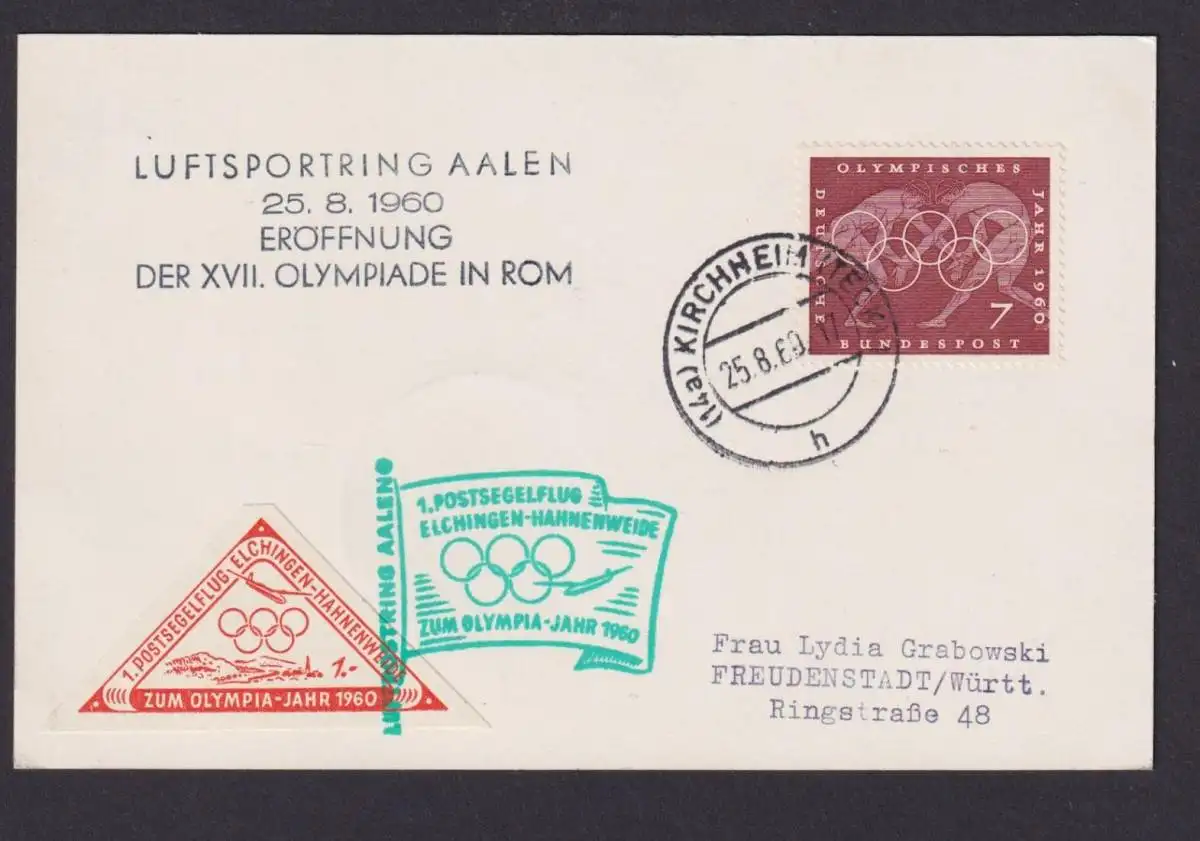 LUFTSPORTRING AALEN
25. 8. 1960
ERÖFFNUNG
DER XVII. OLYMPIADE IN ROM
OLYMPISCHES
JAHR 1960
DEUTSCHE
BUNDESPOST
7
(14a) KIRCHHEIM (TECK)
25.8.60. 17
h
LUFTSPORTRING AALEN
1. POSTSEGELFLUG
ELCHINGEN-HAHNENWEIDE
ZUM OLYMPIA-JAHR 1960
1. POSTSEGELFLUG ELCHINGEN-HAHNENWEIDE
1.-
ZUM OLYMPIA-JAHR 1960
Frau Lydia Grabowski
FREUDENSTADT/Württ.
Ringstraße 48